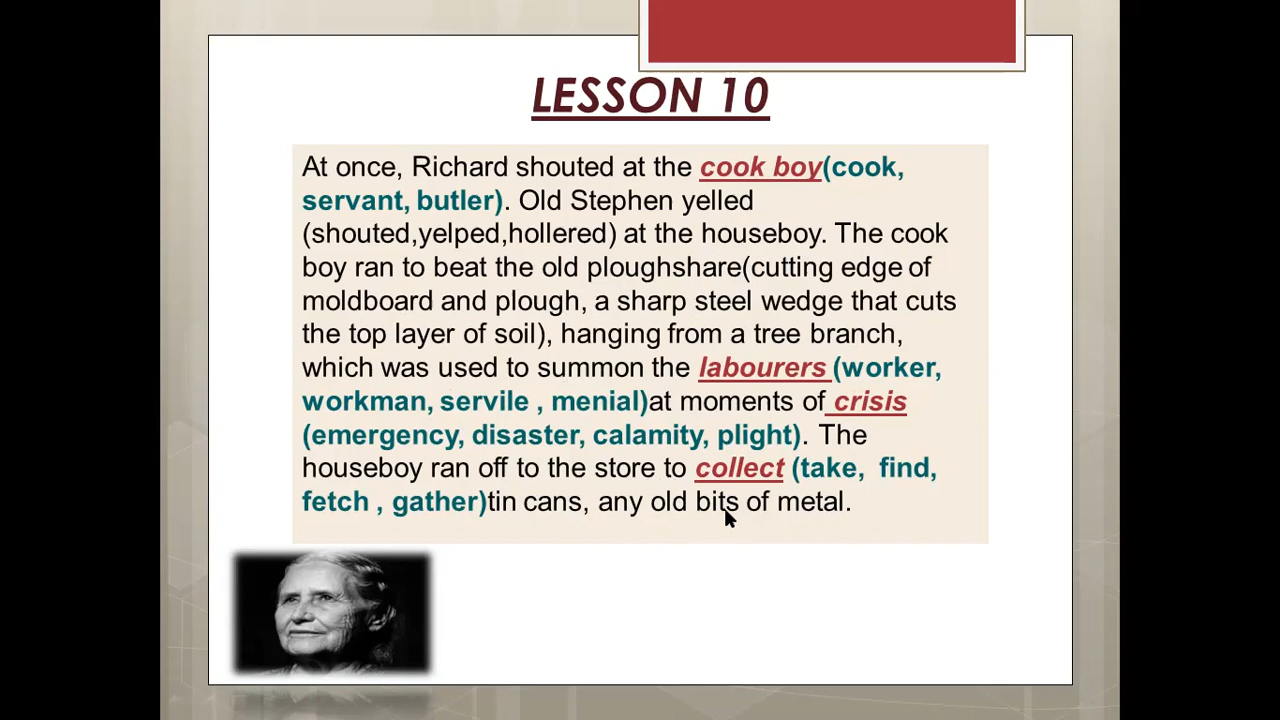 LESSON 10
At once, Richard shouted at the cook boy(cook,
servant, butler). Old Stephen yelled
(shouted,yelped,hollered) at the houseboy. The cook
boy ran to beat the old ploughshare(cutting edge of
moldboard and plough, a sharp steel wedge that cuts
the top layer of soil), hanging from a tree branch,
which was used to summon the labourers (worker,
workman, servile , menial)at moments of crisis
(emergency, disaster, calamity, plight). The
houseboy ran off to the store to collect (take, find,
fetch , gather)tin cans, any old bits of metal.